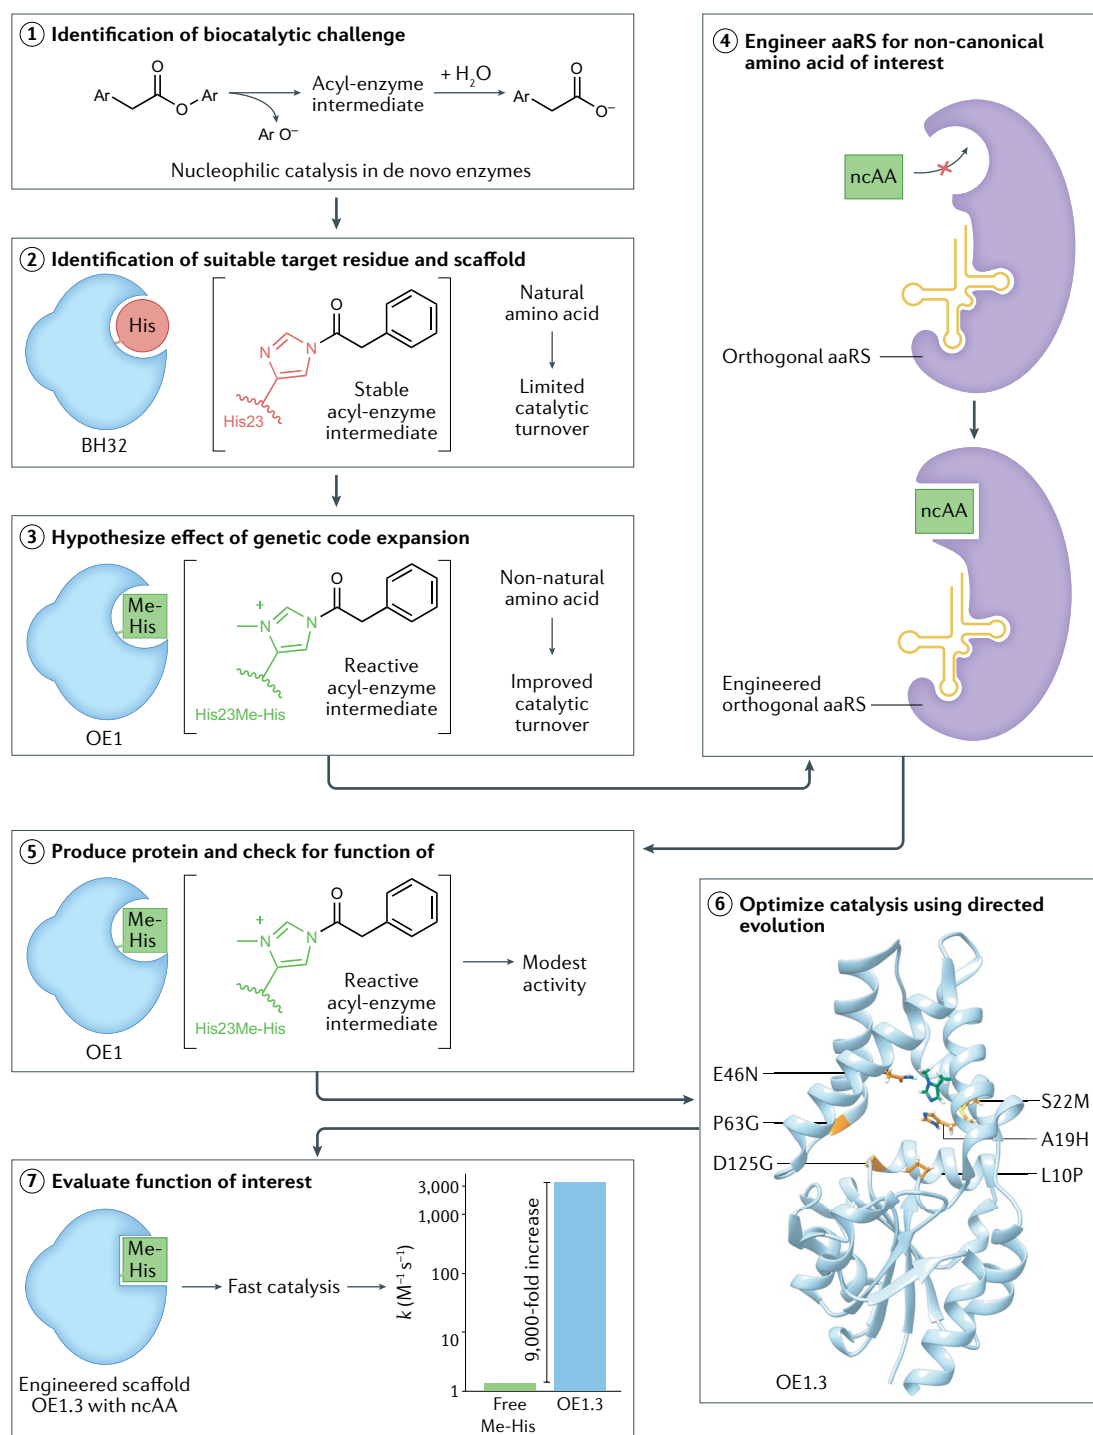 1 Identification of biocatalytic challenge
Ar
O
O
Ar
Ar O–
Acyl-enzyme
intermediate
+ H₂O
Ar
O
O–
Nucleophilic catalysis in de novo enzymes
2 Identification of suitable target residue and scaffold
His
BH32
N
N
O
His23
Stable
acyl-enzyme
intermediate
Natural
amino acid
Limited
catalytic
turnover
3 Hypothesize effect of genetic code expansion
Me-
His
OE1
+
N
N
O
His23Me-His
Reactive
acyl-enzyme
intermediate
Non-natural
amino acid
Improved
catalytic
turnover
4 Engineer aaRS for non-canonical
amino acid of interest
ncAA
Orthogonal aaRS
ncAA
Engineered
orthogonal aaRS
5 Produce protein and check for function of
Me-
His
OE1
+
N
N
O
His23Me-His
Reactive
acyl-enzyme
intermediate
Modest
activity
6 Optimize catalysis using directed
evolution
E46N
P63G
D125G
S22M
A19H
L10P
OE1.3
7 Evaluate function of interest
Me-
His
Engineered scaffold
OE1.3 with ncAA
Fast catalysis
k (M⁻¹ s⁻¹)
3,000
1,000
100
10
1
9,000-fold increase
Free
Me-His
OE1.3